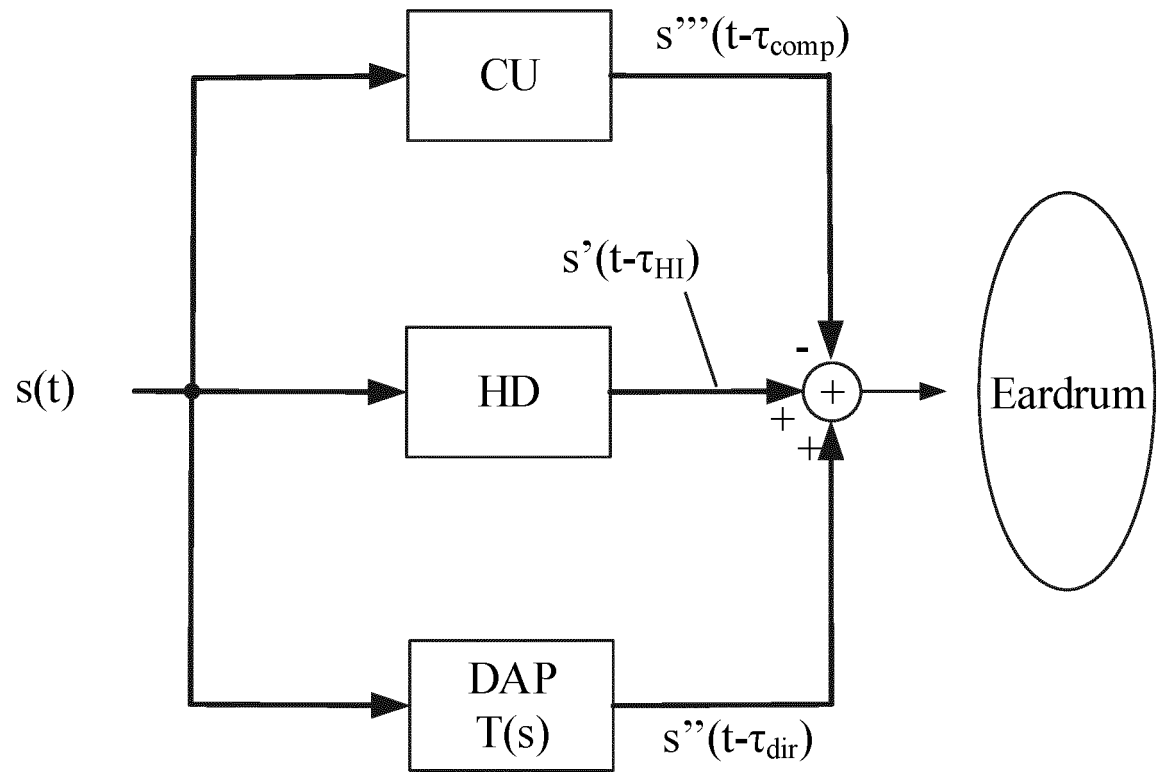 s’’’(t-τcomp)
CU
s’(t-τHI)
-
s(t)
HD
+
Eardrum
+
+
DAP
T(s)
s’’(t-τdir)